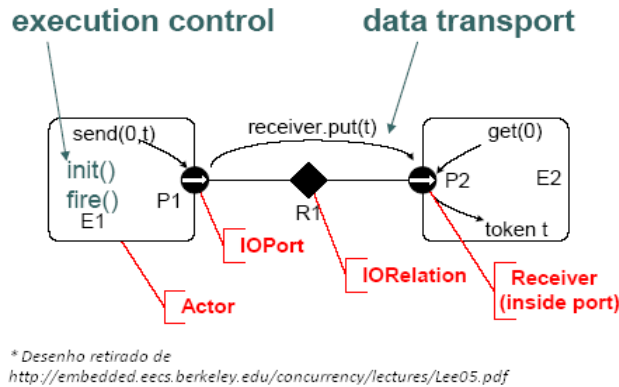 execution control
data transport
send(0,t)
receiver.put(t)
get(0)
init()
fire()
E1
P1
R1
P2
E2
token t
IOPort
IORelation
Receiver
(inside port)
Actor
* Desenho retirado de
http://embedded.eecs.berkeley.edu/concurrency/lectures/Lee05.pdf